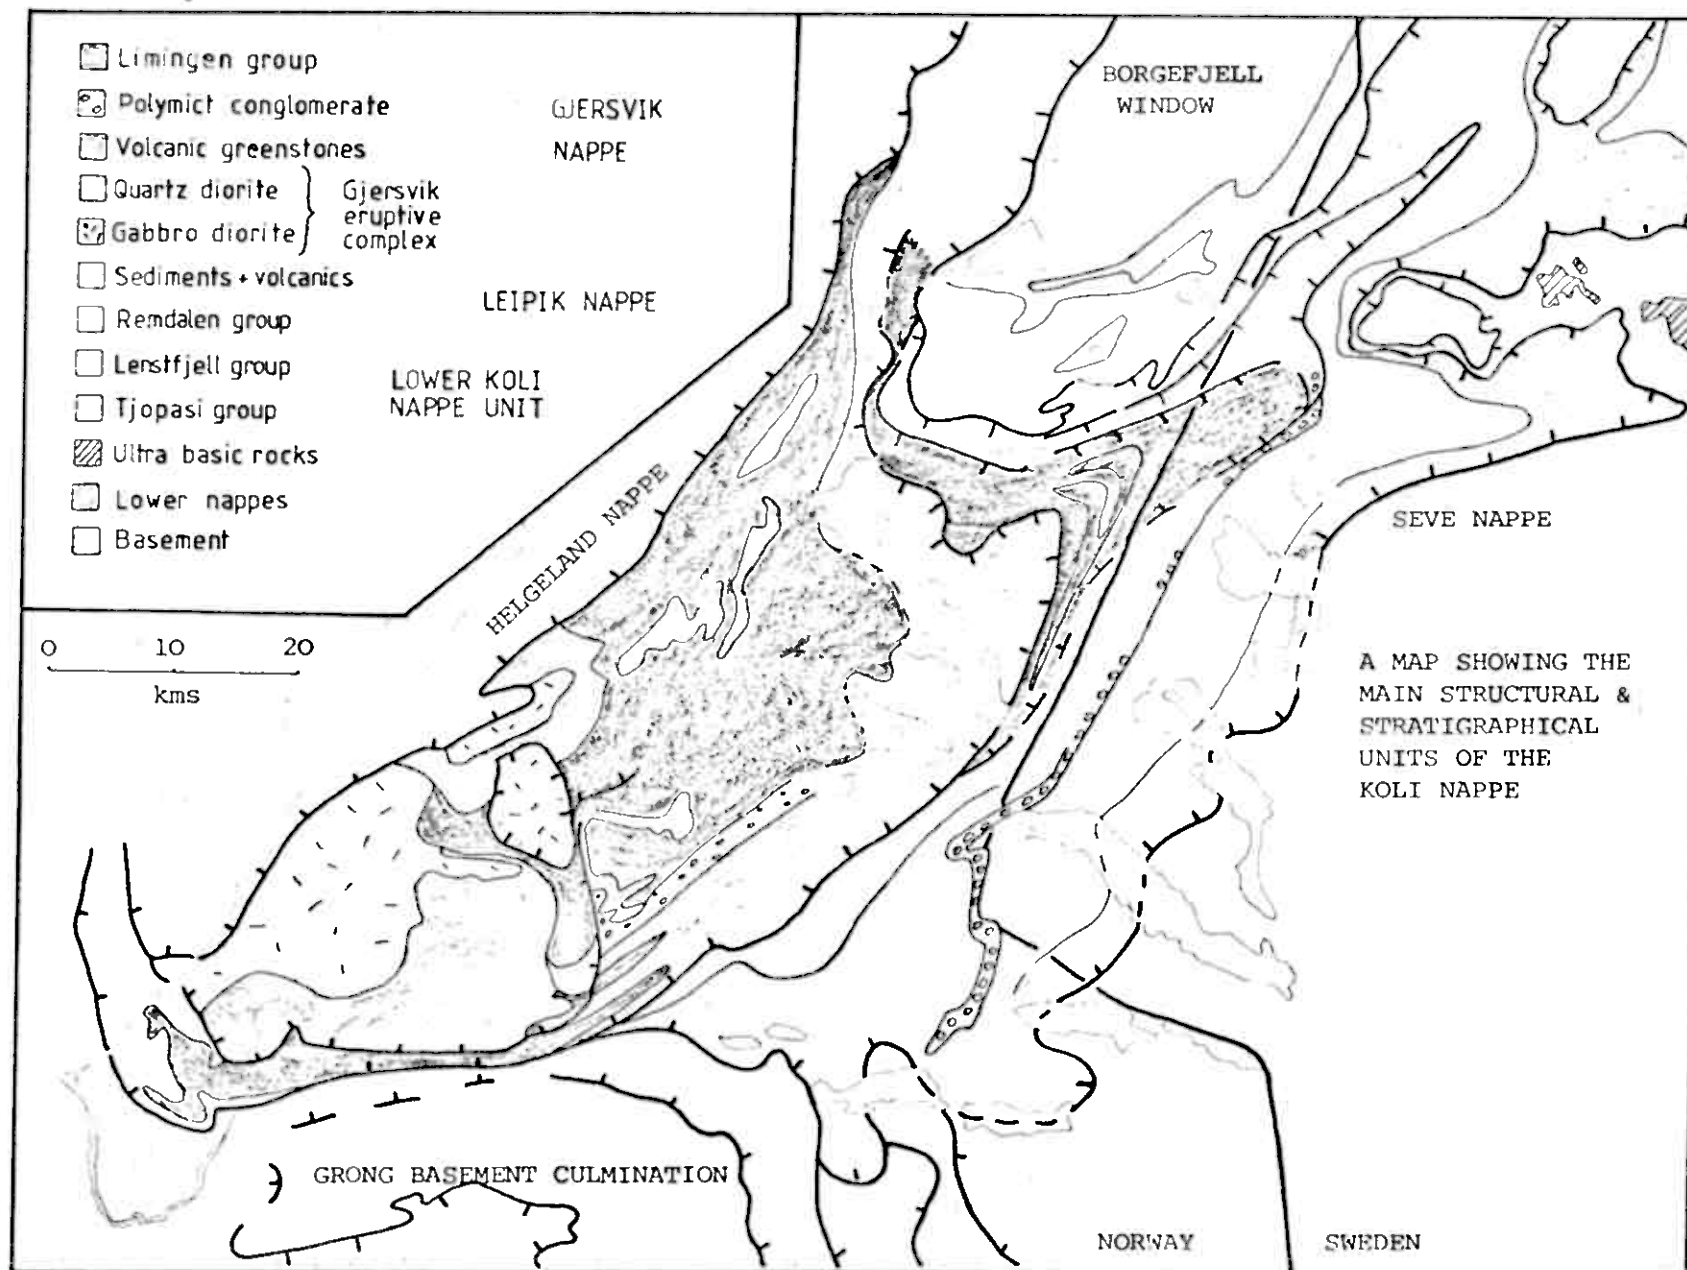 Limingen group
Polymict conglomerate
Volcanic greenstones
GJERSVIK
NAPPE
Quartz diorite
Gabbro diorite
Gjersvik
eruptive
complex
Sediments + volcanics
LEIPIK NAPPE
Remdalen group
Lenstfjell group
Tjopasi group
LOWER KOLI
NAPPE UNIT
Ultra basic rocks
Lower nappes
Basement
0 10 20
kms
HELGELAND NAPPE
BORGEFJELL
WINDOW
SEVE NAPPE
A MAP SHOWING THE
MAIN STRUCTURAL &
STRATIGRAPHICAL
UNITS OF THE
KOLI NAPPE
GRONG BASEMENT CULMINATION
NORWAY
SWEDEN